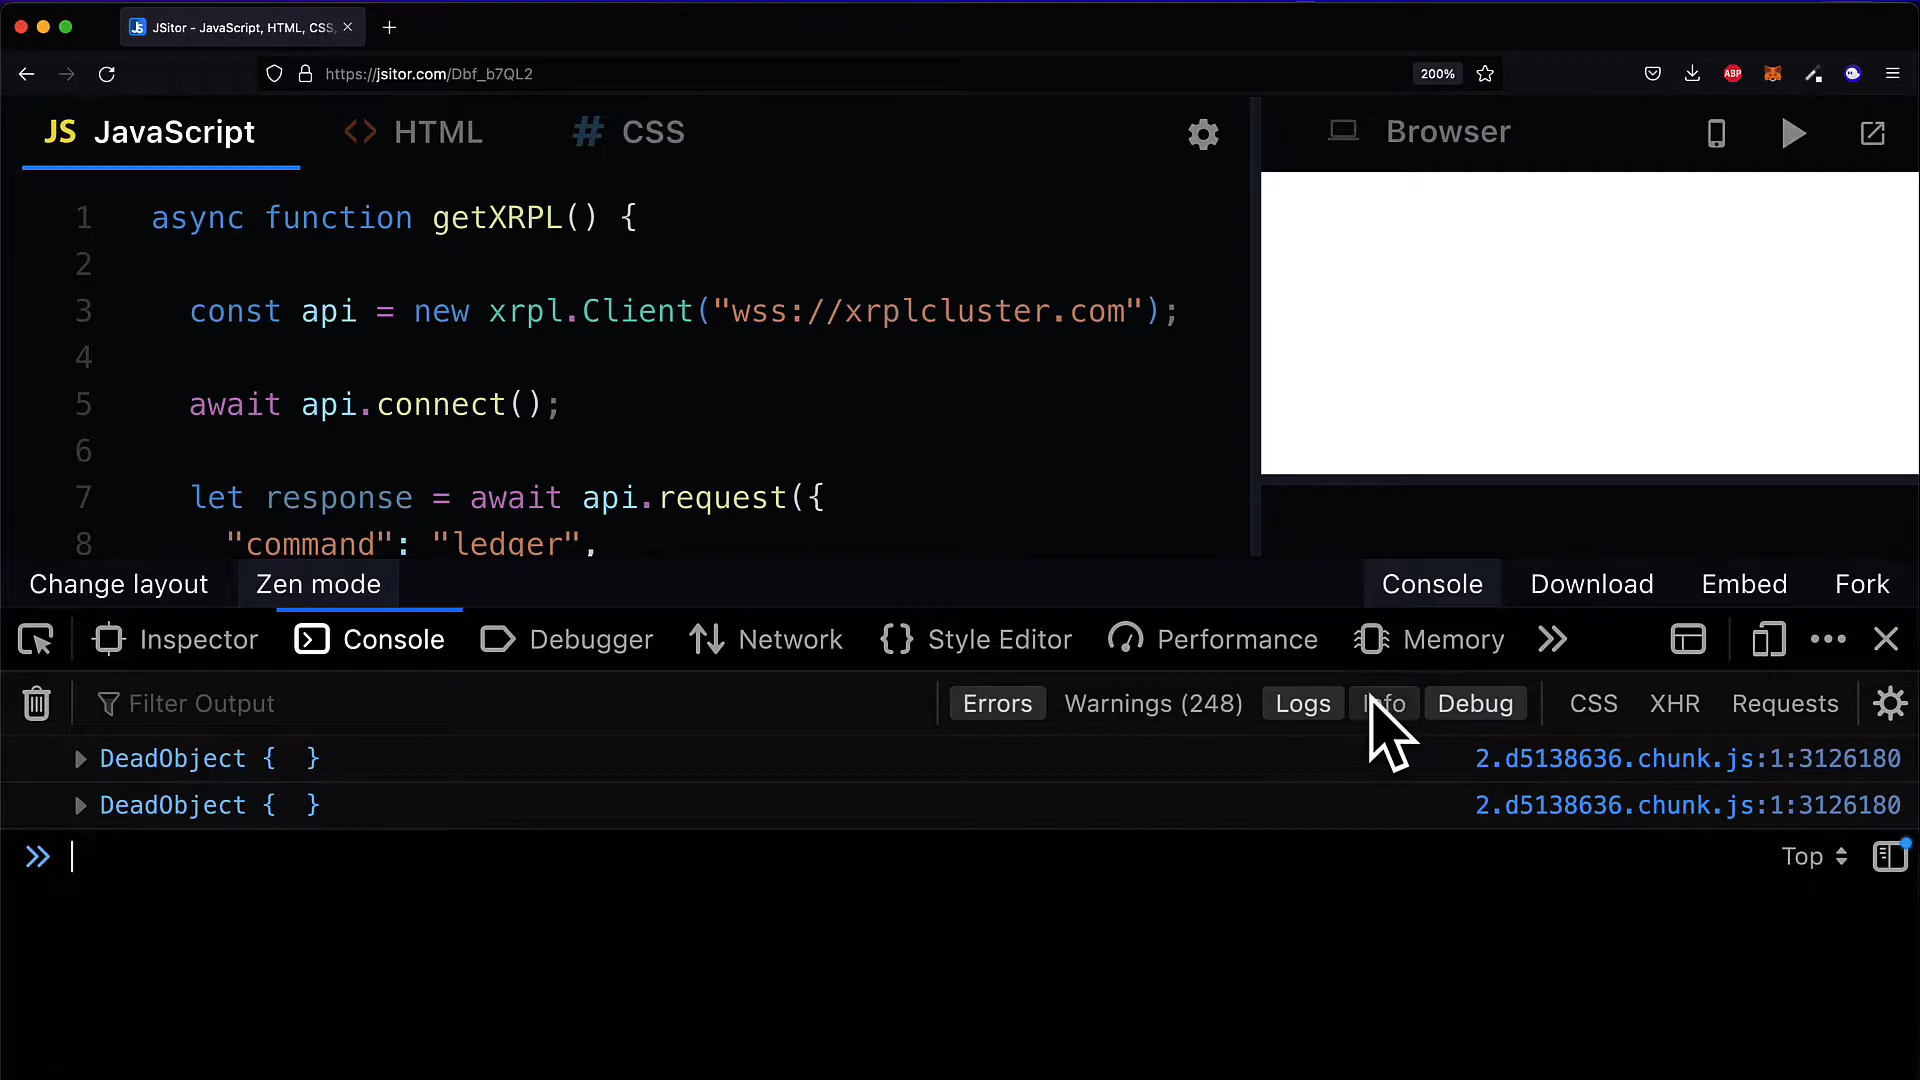 JSitor - JavaScript, HTML, CSS,
https://jsitor.com/Dbf_b7QL2
200%
ABP
JS JavaScript
<> HTML
# CSS
Browser
1 async function getXRPL() {
2
3 const api = new xrpl.Client("wss://xrplcluster.com");
4
5 await api.connect();
6
7 let response = await api.request({
8 "command": "ledger",
Change layout
Zen mode
Console
Download
Embed
Fork
Inspector
Console
Debugger
Network
{} Style Editor
Performance
Memory
Filter Output
Errors
Warnings (248)
Logs
Info
Debug
CSS
XHR
Requests
DeadObject { }
2.d5138636.chunk.js:1:3126180
DeadObject { }
2.d5138636.chunk.js:1:3126180
Top